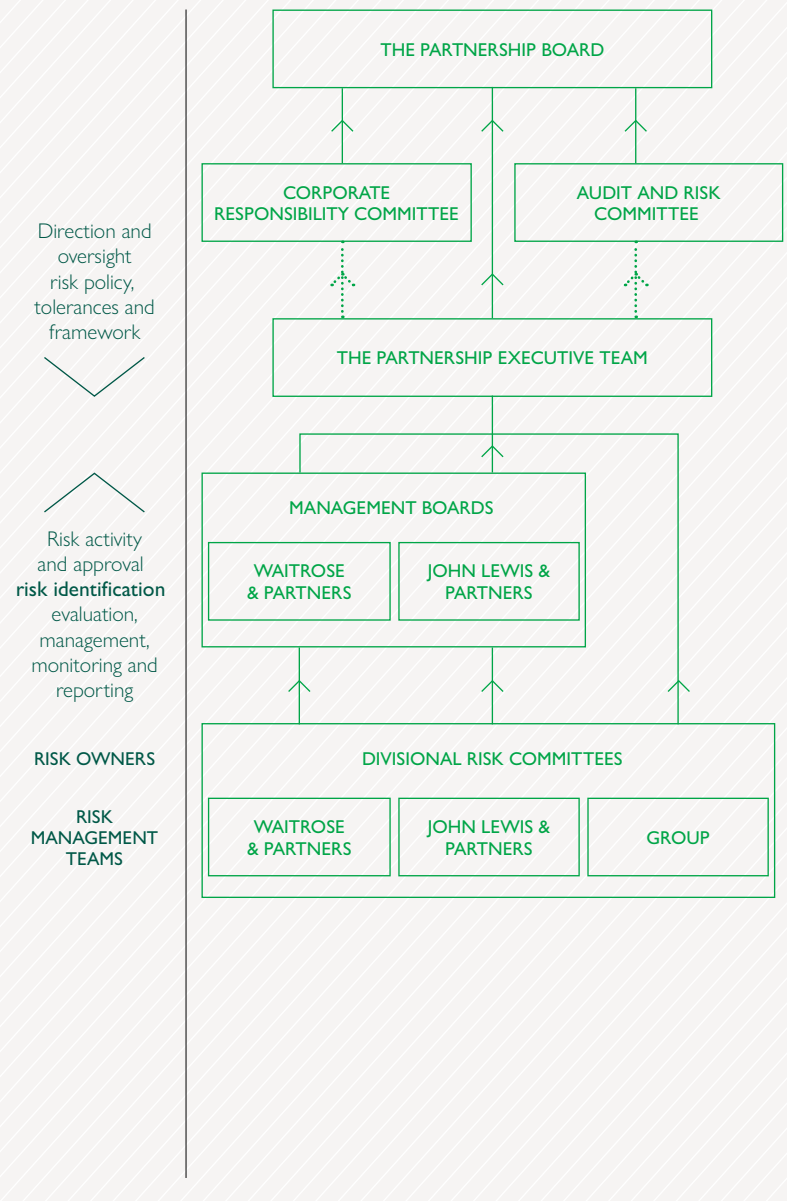 THE PARTNERSHIP BOARD
CORPORATE
RESPONSIBILITY COMMITTEE
AUDIT AND RISK
COMMITTEE
Direction and
oversight
risk policy,
tolerances and
framework
THE PARTNERSHIP EXECUTIVE TEAM
MANAGEMENT BOARDS
WAITROSE
& PARTNERS
JOHN LEWIS &
PARTNERS
Risk activity
and approval
risk identification
evaluation,
management,
monitoring and
reporting
RISK OWNERS
DIVISIONAL RISK COMMITTEES
RISK
MANAGEMENT
TEAMS
WAITROSE
& PARTNERS
JOHN LEWIS &
PARTNERS
GROUP